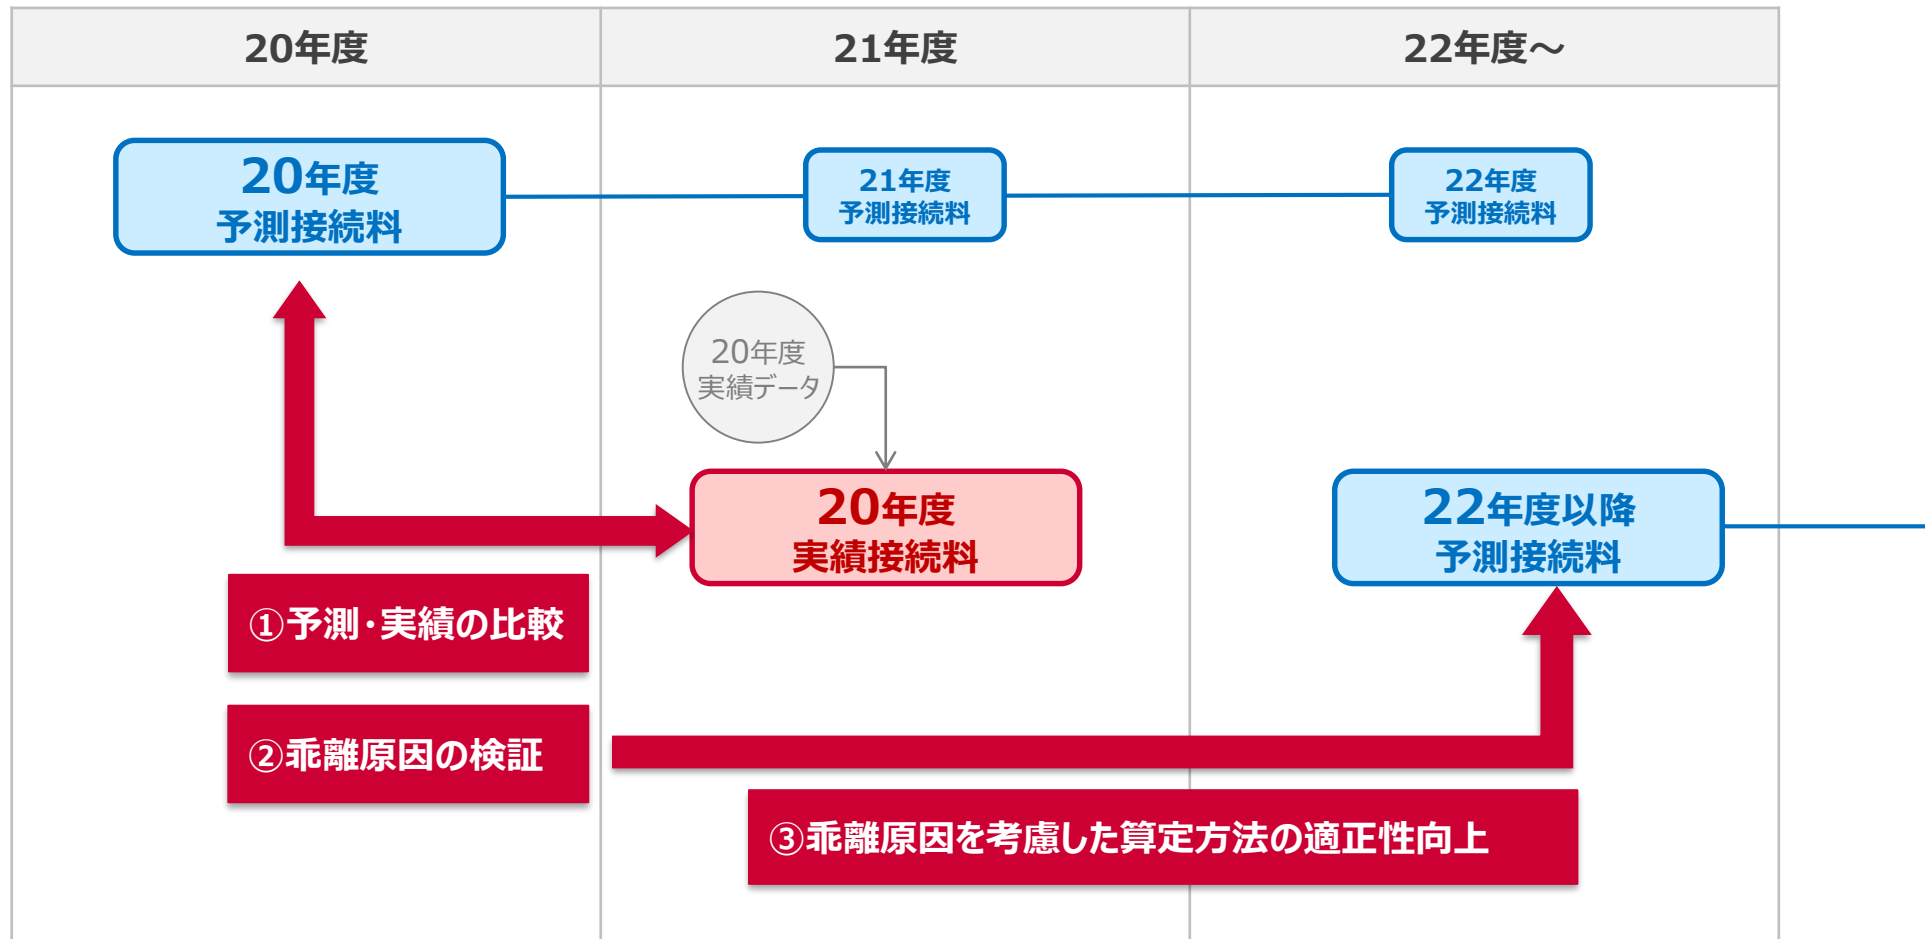 20年度
21年度
22年度～
20年度
予測接続料
21年度
予測接続料
22年度
予測接続料
20年度
実績データ
20年度
実績接続料
22年度以降
予測接続料
①予測・実績の比較
②乖離原因の検証
③乖離原因を考慮した算定方法の適正性向上